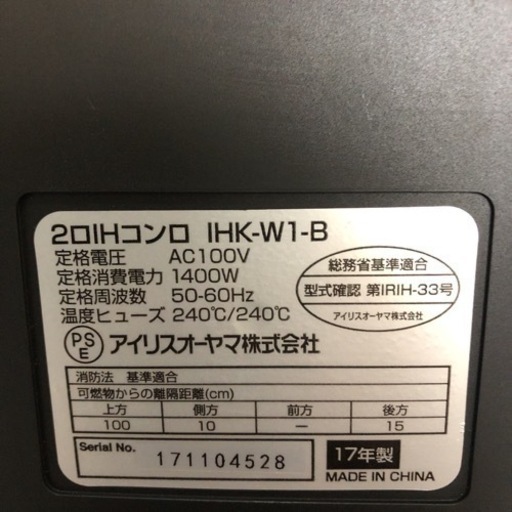 2口IHコンロ IHK-W1-B
定格電圧 AC100V
定格消費電力 1400W
定格周波数 50-60Hz
温度ヒューズ 240℃/240℃
総務省基準適合
型式確認 第IRIH-33号
アイリスオーヤマ株式会社
PSE アイリスオーヤマ株式会社
消防法 基準適合
可燃物からの離隔距離(cm)
上方 側方 前方 後方
100 10 ― 15
Serial No. 171104528
17年製
MADE IN CHINA